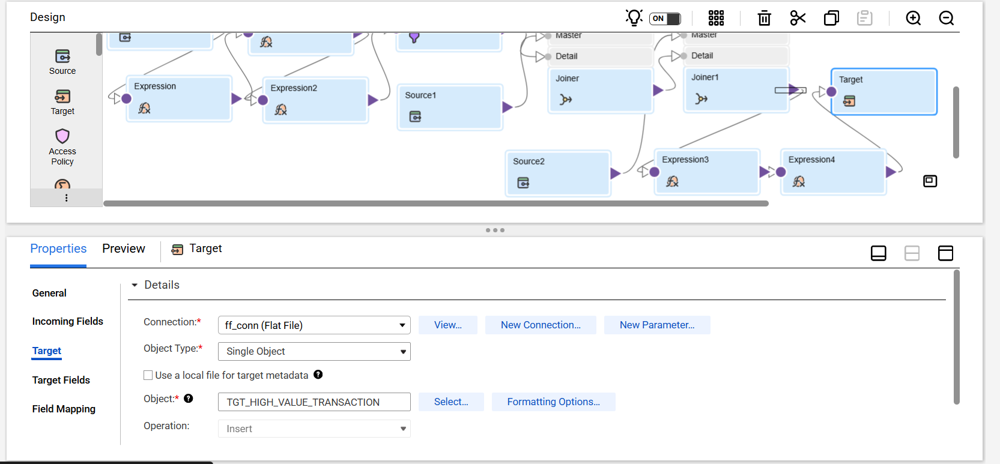 Design
ON
Source
Target
Access
Policy
Master
Detail
Master
Detail
Expression
Expression2
Source1
Joiner
Joiner1
Target
Source2
Expression3
Expression4
Properties
Preview
Target
General
Incoming Fields
Target
Target Fields
Field Mapping
Details
Connection:* ff_conn (Flat File) View... New Connection... New Parameter...
Object Type:* Single Object
Use a local file for target metadata ?
Object:* ? TGT_HIGH_VALUE_TRANSACTION Select... Formatting Options...
Operation: Insert